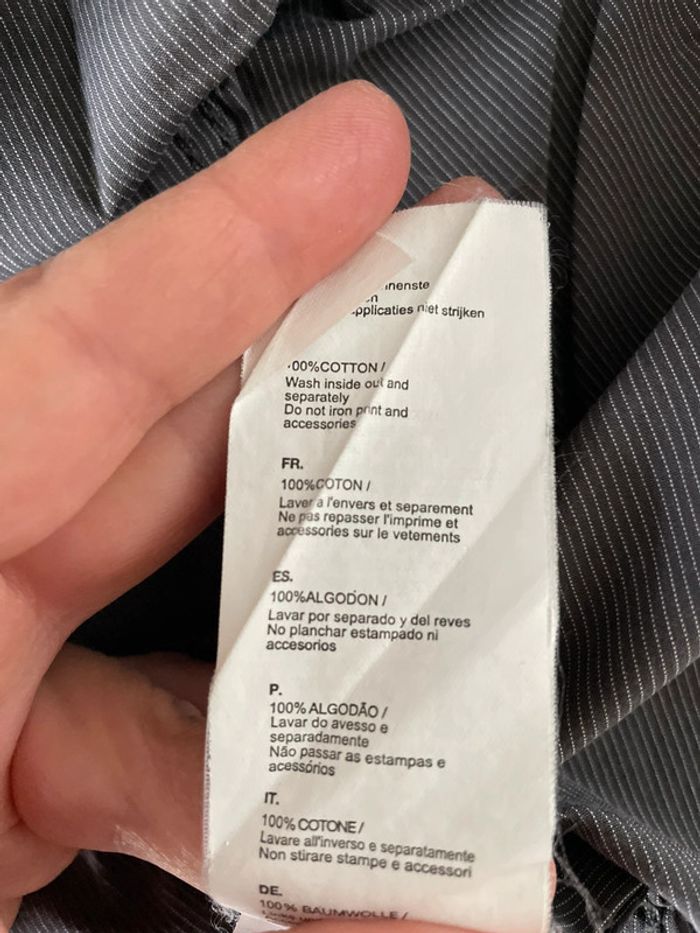 applicaties niet strijken
100%COTTON /
Wash inside out and
separately
Do not iron print and
accessories
FR.
100%COTON /
Laver a l'envers et separement
Ne pas repasser l'imprime et
accessories sur le vetements
ES.
100%ALGODON /
Lavar por separado y del reves
No planchar estampado ni
accesorios
P.
100% ALGODÃO /
Lavar do avesso e
separadamente
Não passar as estampas e
acessórios
IT.
100% COTONE /
Lavare all'inverso e separatamente
Non stirare stampe e accessori
DE.
100% BAUMWOLLE /